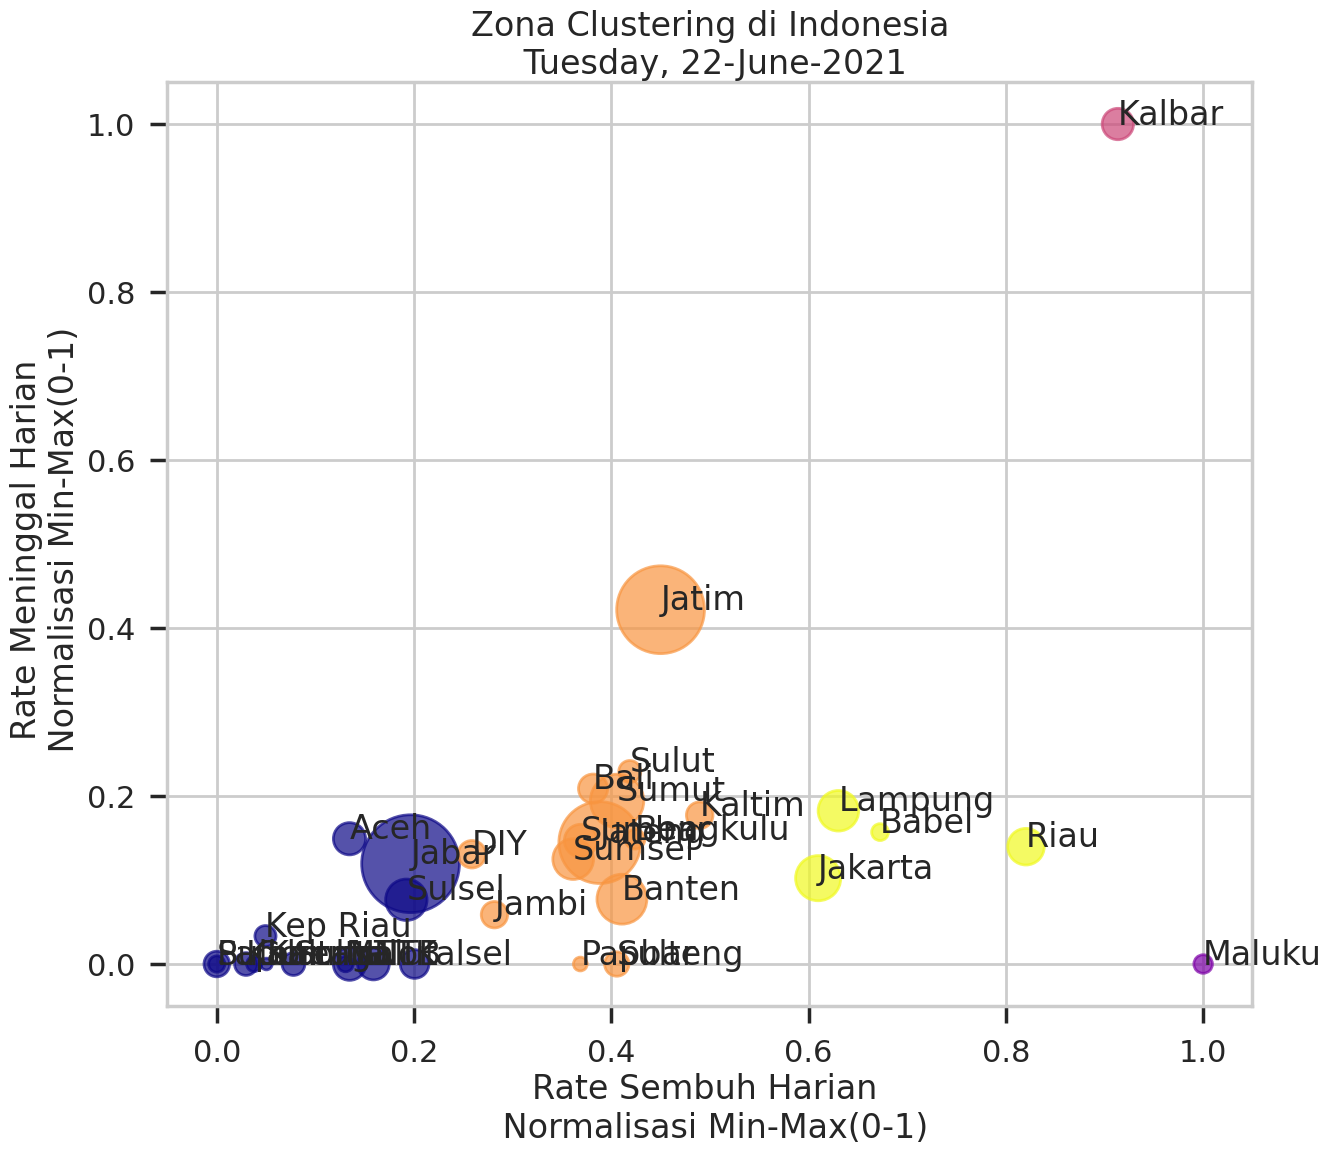 Zona Clustering di Indonesia
Tuesday, 22-June-2021
Rate Meninggal Harian
Normalisasi Min-Max(0-1)
1.0
0.8
0.6
0.4
0.2
0.0
Kalbar
Jatim
Sulut
Bali
Sumut
Kaltim
Lampung
Babel
Aceh
Jateng
Bengkulu
Riau
DIY
Jabar
Sumsel
Jakarta
Sulsel
Banten
Jambi
Kep Riau
Kalsel
Pabar
Sulteng
Maluku
0.0 0.2 0.4 0.6 0.8 1.0
Rate Sembuh Harian
Normalisasi Min-Max(0-1)